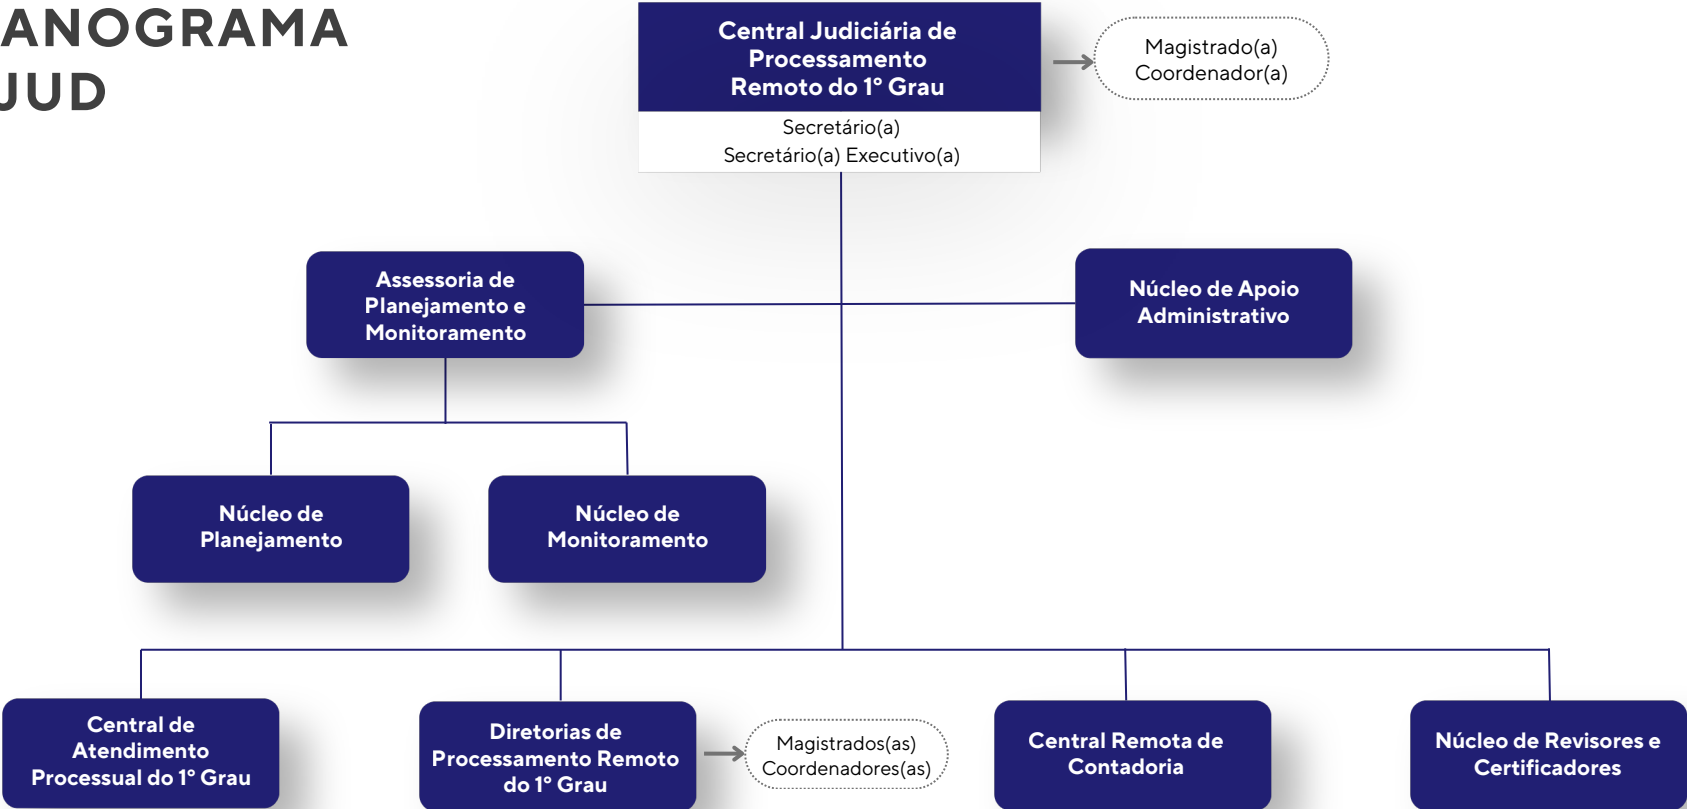 ANOGRAMA
JUD
Central Judiciária de
Processamento
Remoto do 1º Grau
Secretário(a)
Secretário(a) Executivo(a)
Magistrado(a)
Coordenador(a)
Assessoria de
Planejamento e
Monitoramento
Núcleo de Apoio
Administrativo
Núcleo de
Planejamento
Núcleo de
Monitoramento
Central de
Atendimento
Processual do 1º Grau
Diretorias de
Processamento Remoto
do 1º Grau
Magistrados(as)
Coordenadores(as)
Central Remota de
Contadoria
Núcleo de Revisores e
Certificadores